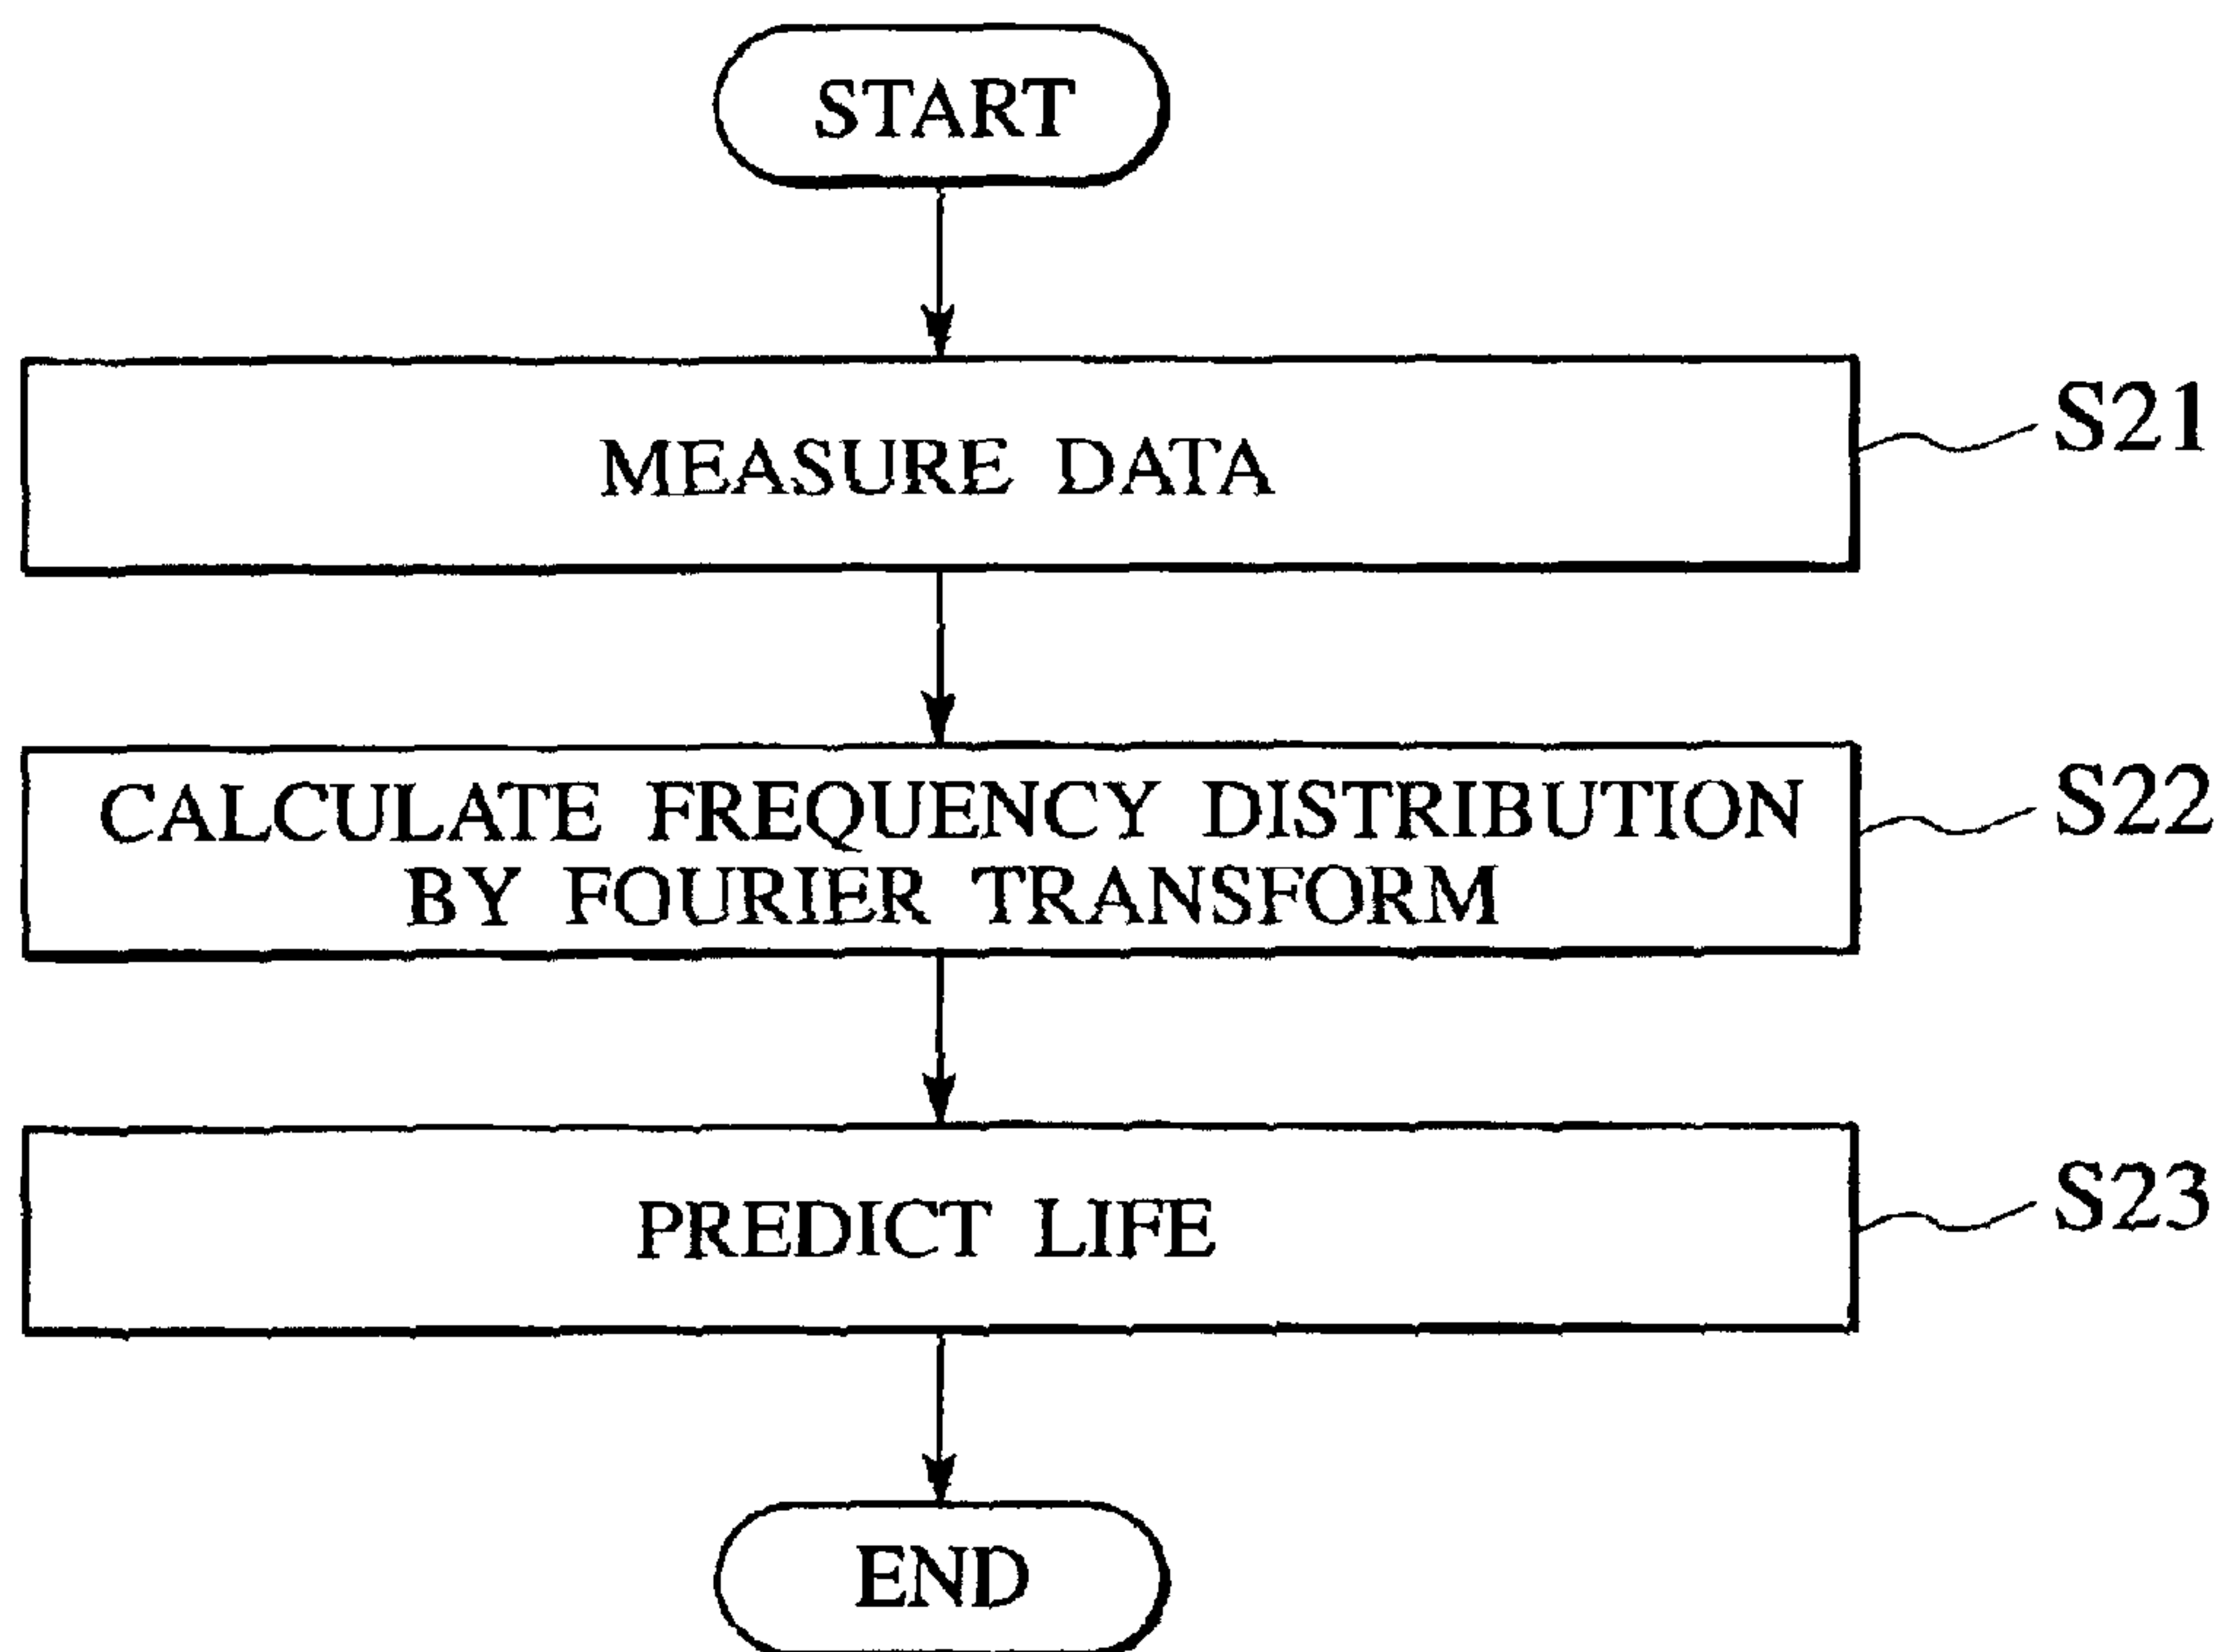 START
MEASURE DATA
S21
CALCULATE FREQUENCY DISTRIBUTION
BY FOURIER TRANSFORM
S22
PREDICT LIFE
S23
END